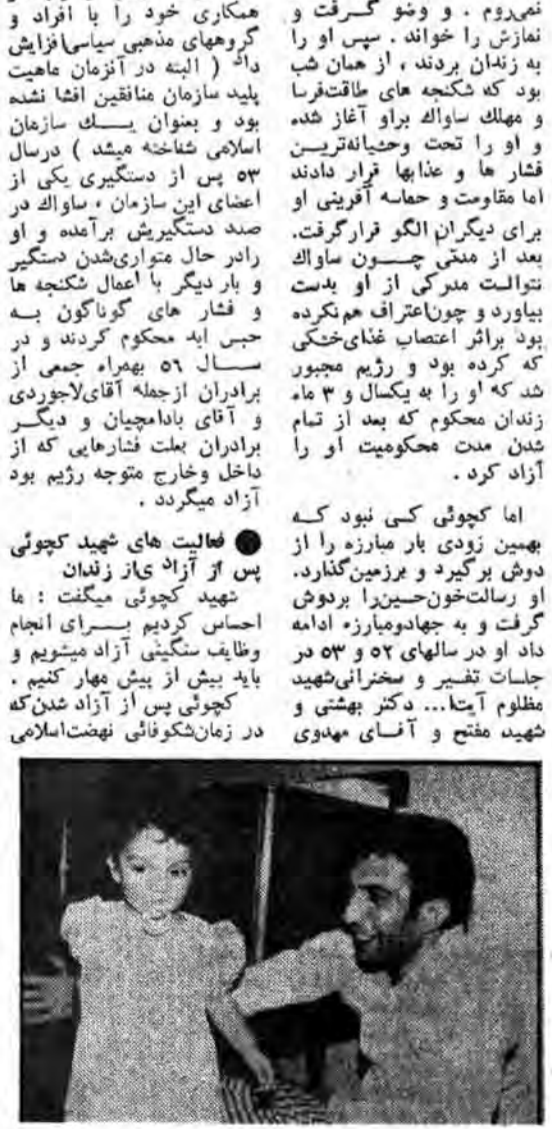 نمی‌روم . و وضو گرفت و
نمازش را خواند . سپس او را
به زندان بردند ، از همان شب
بود که شکنجه های طاقت‌فرسا
و مهلك ساواك براو آغاز شده
و او را تحت وحشیانه‌ترین
فشار ها و عذابها قرار دادند
اما مقاومت و حماسه آفرینی او
برای دیگران الگو قرارگرفت.
بعد از مدتی چون ساواك
نتوالست مدرکی از او بدست
بیاورد و چون‌اعتراف هم‌نکرده
بود براثر اعتصاب غذای‌خشکی
که کرده بود و رژیم مجبور
شد که او را به یکسال و ۳ ماه
زندان محکوم که بعد از تمام
شدن مدت محکومیت او را
آزاد کرد .
اما کچوئی کسی نبود که
بهمین زودی بار مبارزه را از
دوش برگیرد و برزمین‌گذارد.
او رسالت‌خون‌حسین‌را بردوش
گرفت و به جهادومبارزه ادامه
داد او در سالهای ۵۲ و ۵۳ در
جلسات تفسیر و سخنرانی‌شهید
مظلوم آیت‌ا... دکتر بهشتی و
شهید مفتح و آقای مهدوی
همکاری خود را با افراد و
گروههای مذهبی سیاسی‌افزایش
داد ( البته در آنزمان ماهیت
پلید سازمان منافقین افشا نشده
بود و بعنوان یك سازمان
اسلامی شناخته میشد ) درسال
۵۳ پس از دستگیری یکی از
اعضای این سازمان ، ساواك در
صدد دستگیریش برآمده و او
رادر حال متواری‌شدن دستگیر
و بار دیگر با اعمال شکنجه ها
و فشار های گوناگون به
حبس ابد محکوم کردند و در
سال ۵٦ بهمراه جمعی از
برادران ازجمله آقای‌لاجوردی
و آقای بادامچیان و دیگر
برادران بعلت فشارهایی که از
داخل وخارج متوجه رژیم بود
آزاد میگردد .
● فعالیت های شهید کچوئی
پس از آزاد ی‌از زندان
شهید کچوئی میگفت : ما
احساس کردیم برای انجام
وظایف سنگینی آزاد میشویم و
باید بیش از پیش مهار کنیم .
کچوئی پس از آزاد شدن‌که
در زمان‌شکوفائی نهضت‌اسلامی